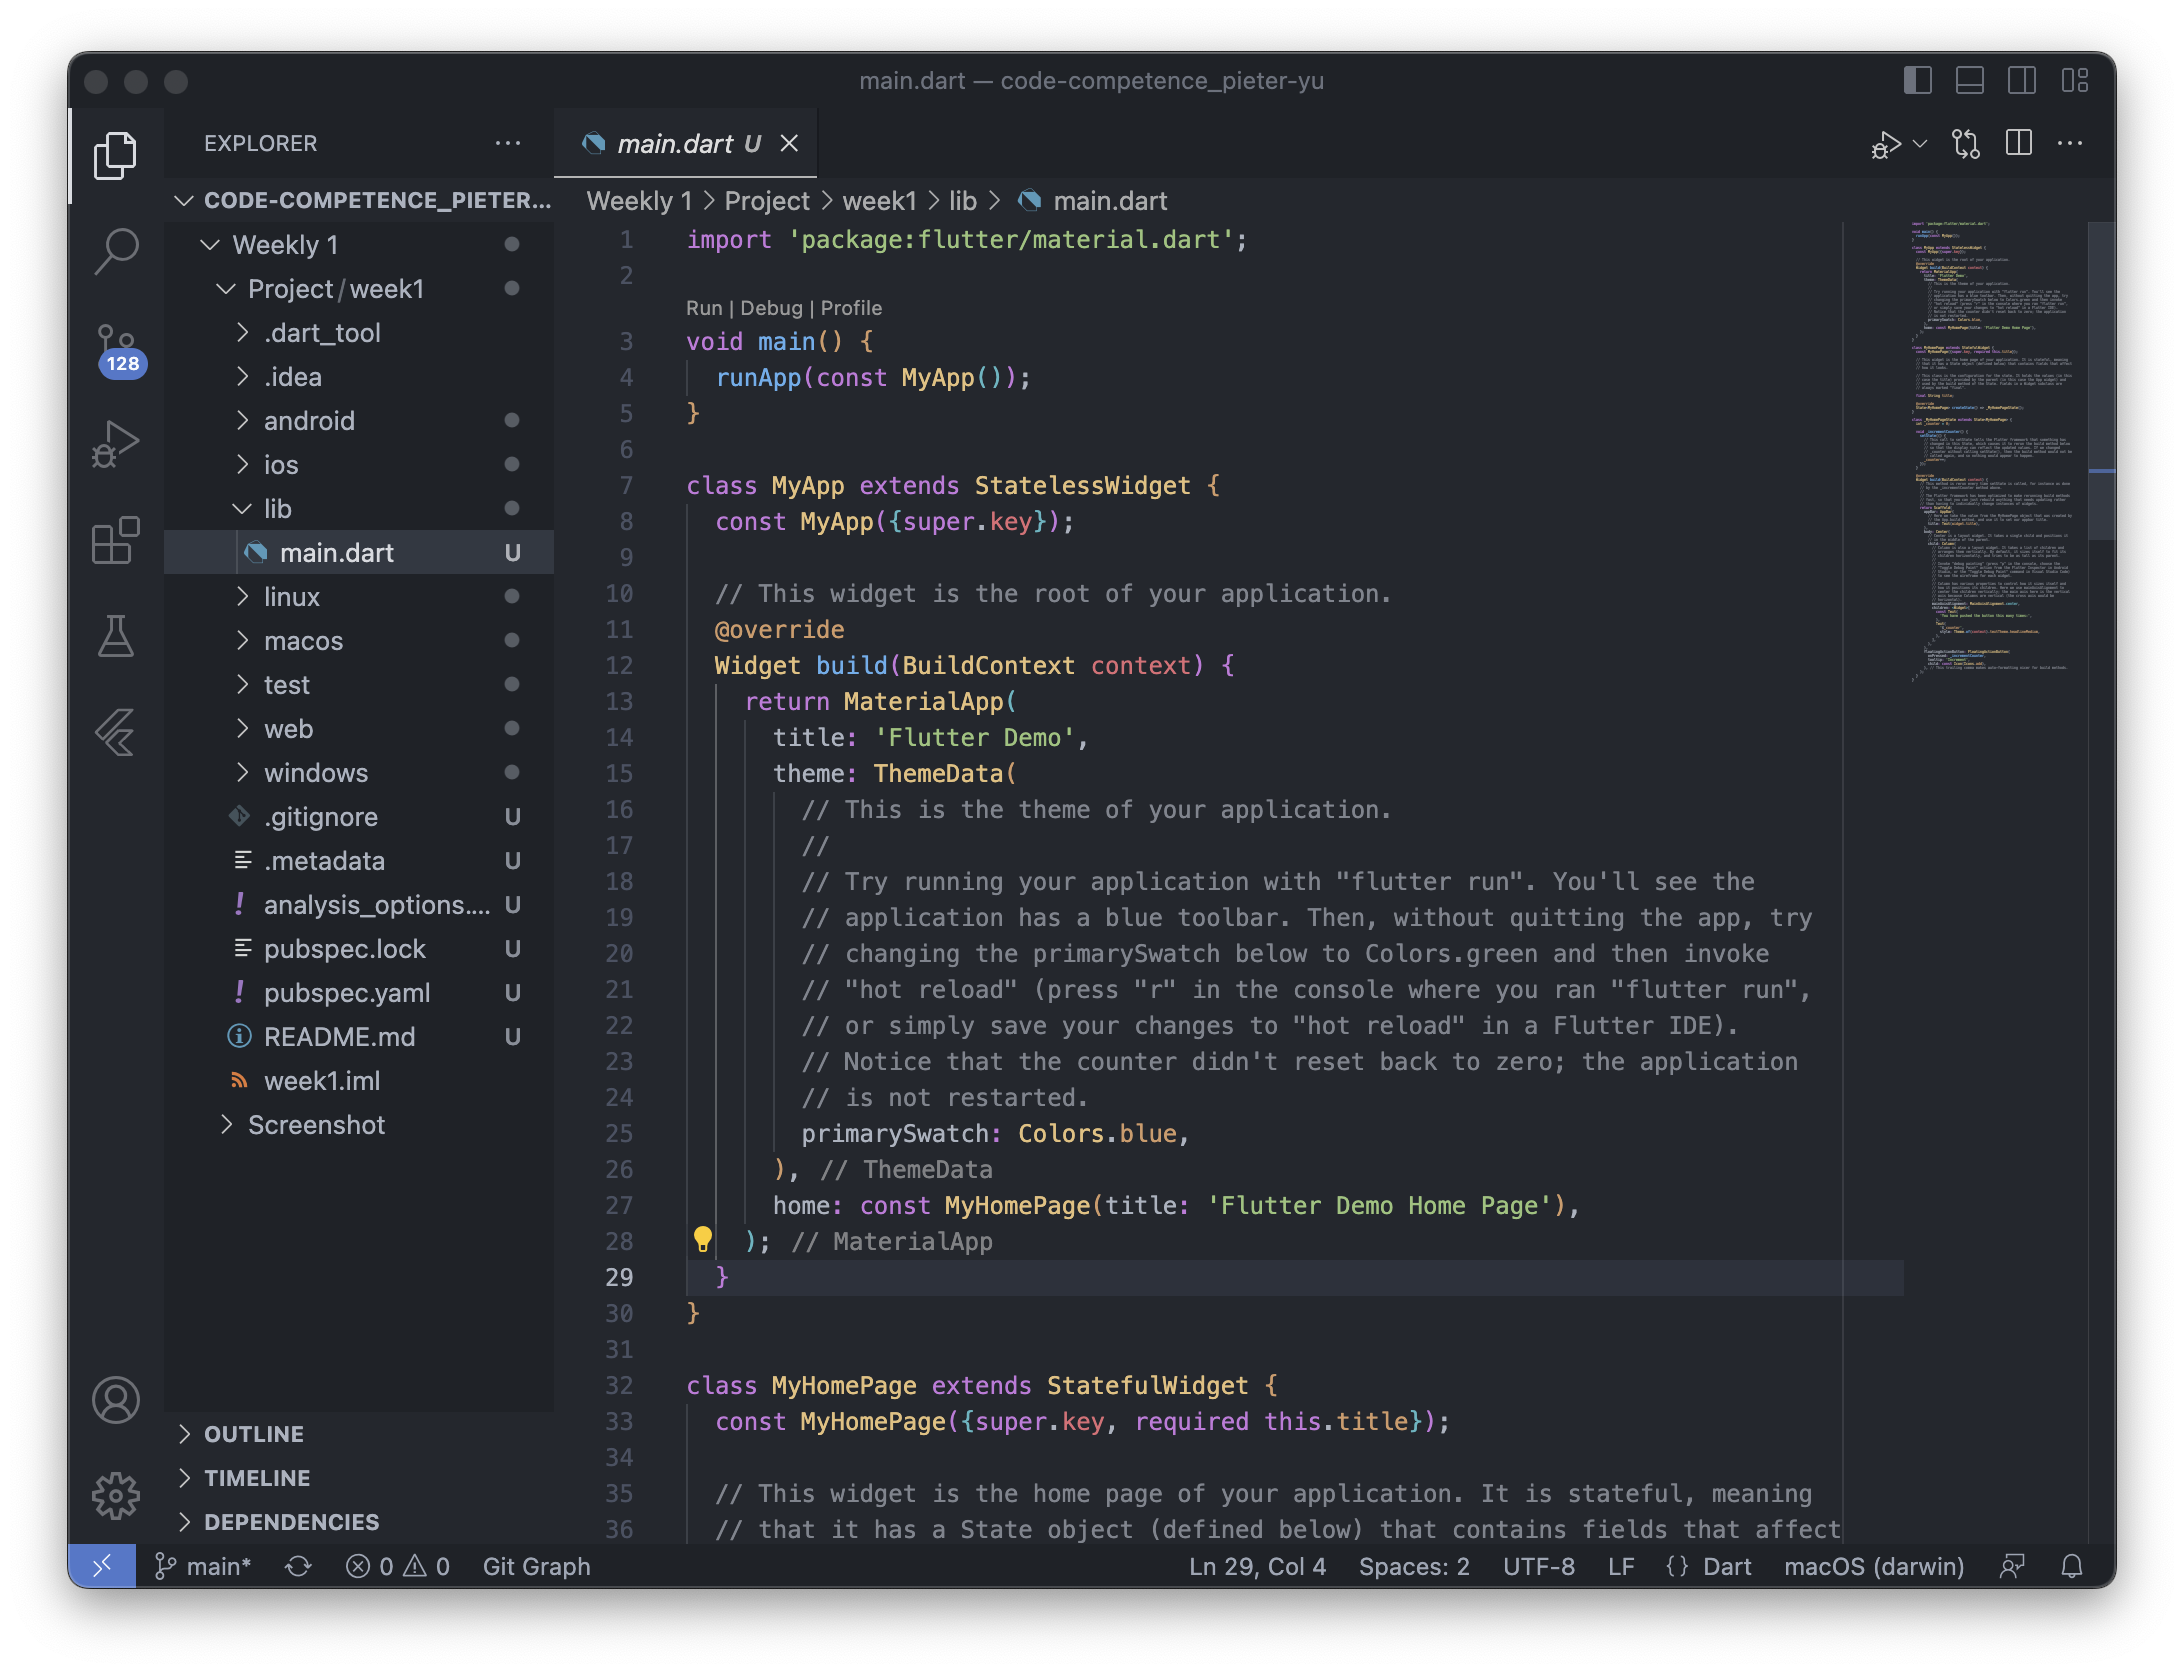 main.dart — code-competence_pieter-yu
EXPLORER
main.dart U
CODE-COMPETENCE_PIETER...
Weekly 1
Project/week1
.dart_tool
.idea
android
ios
lib
main.dart U
linux
macos
test
web
windows
.gitignore U
.metadata U
analysis_options.... U
pubspec.lock U
pubspec.yaml U
README.md U
week1.iml
Screenshot
OUTLINE
TIMELINE
DEPENDENCIES
128
Weekly 1 > Project > week1 > lib > main.dart
1 import 'package:flutter/material.dart';
2
Run | Debug | Profile
3 void main() {
4 runApp(const MyApp());
5 }
6
7 class MyApp extends StatelessWidget {
8 const MyApp({super.key});
9
10 // This widget is the root of your application.
11 @override
12 Widget build(BuildContext context) {
13 return MaterialApp(
14 title: 'Flutter Demo',
15 theme: ThemeData(
16 // This is the theme of your application.
17 //
18 // Try running your application with "flutter run". You'll see the
19 // application has a blue toolbar. Then, without quitting the app, try
20 // changing the primarySwatch below to Colors.green and then invoke
21 // "hot reload" (press "r" in the console where you ran "flutter run",
22 // or simply save your changes to "hot reload" in a Flutter IDE).
23 // Notice that the counter didn't reset back to zero; the application
24 // is not restarted.
25 primarySwatch: Colors.blue,
26 ), // ThemeData
27 home: const MyHomePage(title: 'Flutter Demo Home Page'),
28 ); // MaterialApp
29 }
30 }
31
32 class MyHomePage extends StatefulWidget {
33 const MyHomePage({super.key, required this.title});
34
35 // This widget is the home page of your application. It is stateful, meaning
36 // that it has a State object (defined below) that contains fields that affect
main* 0 0 Git Graph Ln 29, Col 4 Spaces: 2 UTF-8 LF {} Dart macOS (darwin)